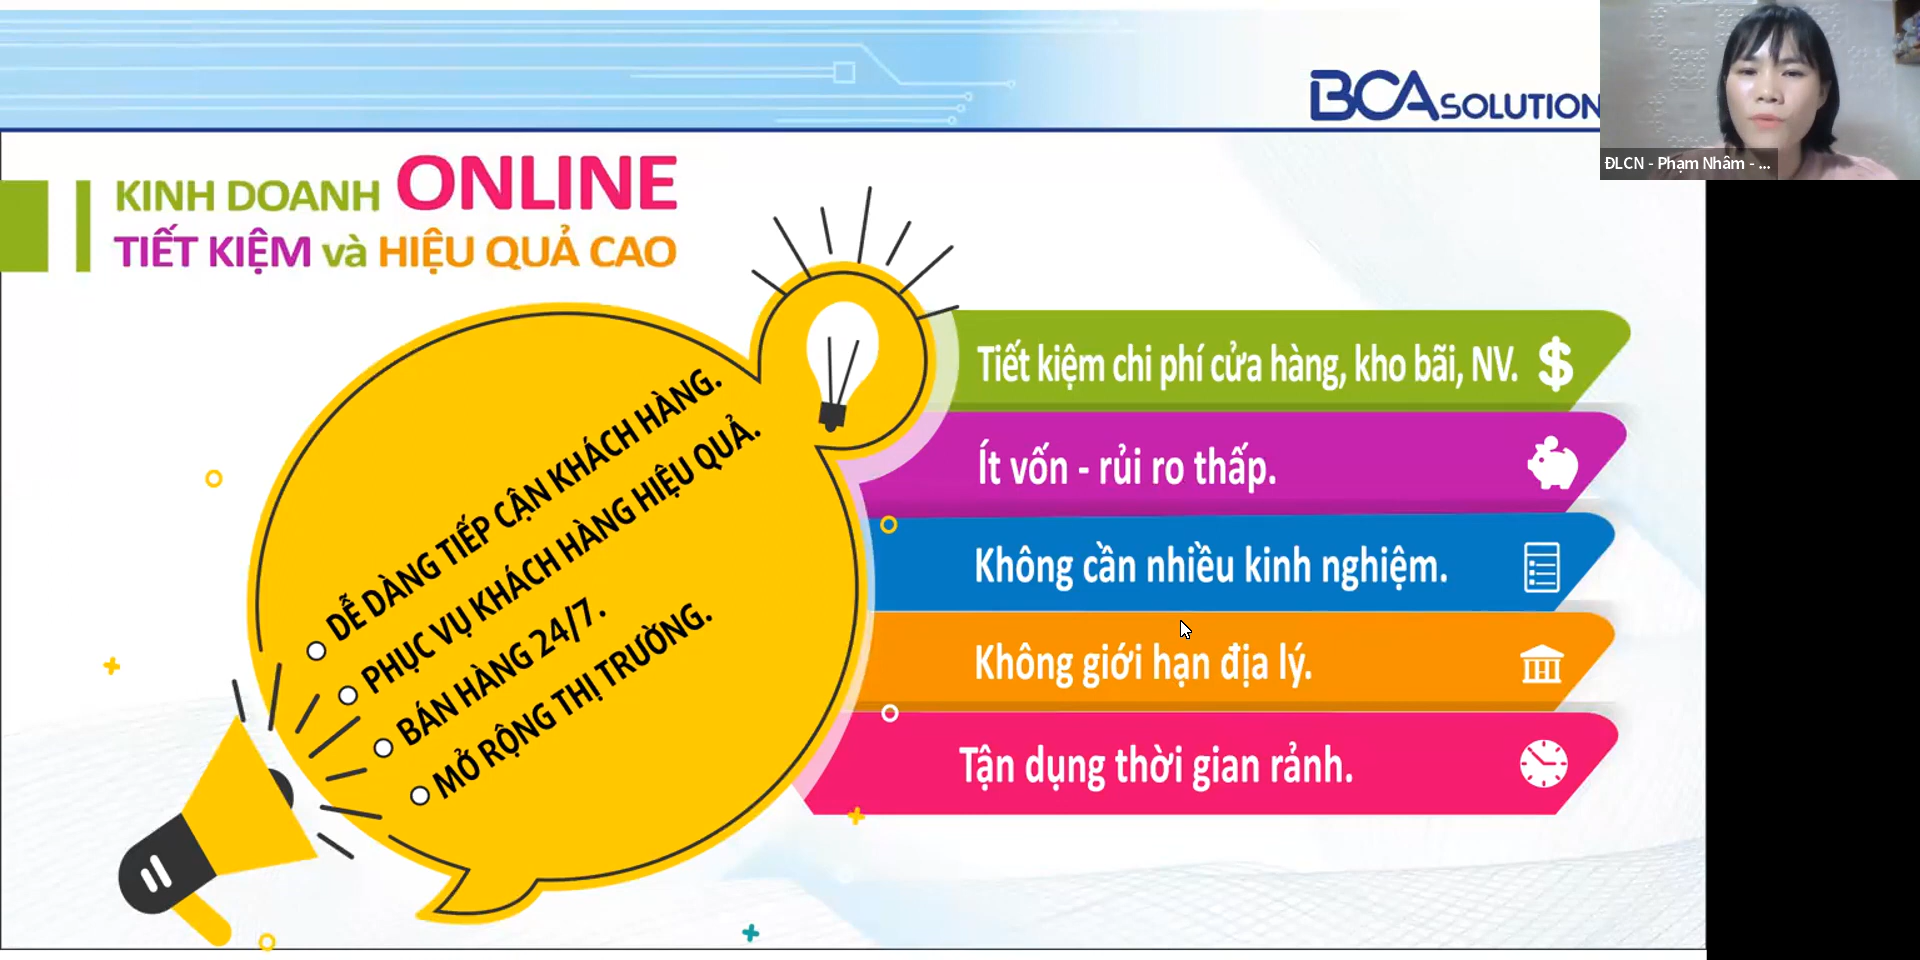 BCA SOLUTION
ĐLCN - Phạm Nhâm - ...
KINH DOANH ONLINE
TIẾT KIỆM và HIỆU QUẢ CAO
DỄ DÀNG TIẾP CẬN KHÁCH HÀNG.
PHỤC VỤ KHÁCH HÀNG HIỆU QUẢ.
BÁN HÀNG 24/7.
MỞ RỘNG THỊ TRƯỜNG.
Tiết kiệm chi phí cửa hàng, kho bãi, NV. $
Ít vốn - rủi ro thấp.
Không cần nhiều kinh nghiệm.
Không giới hạn địa lý.
Tận dụng thời gian rảnh.